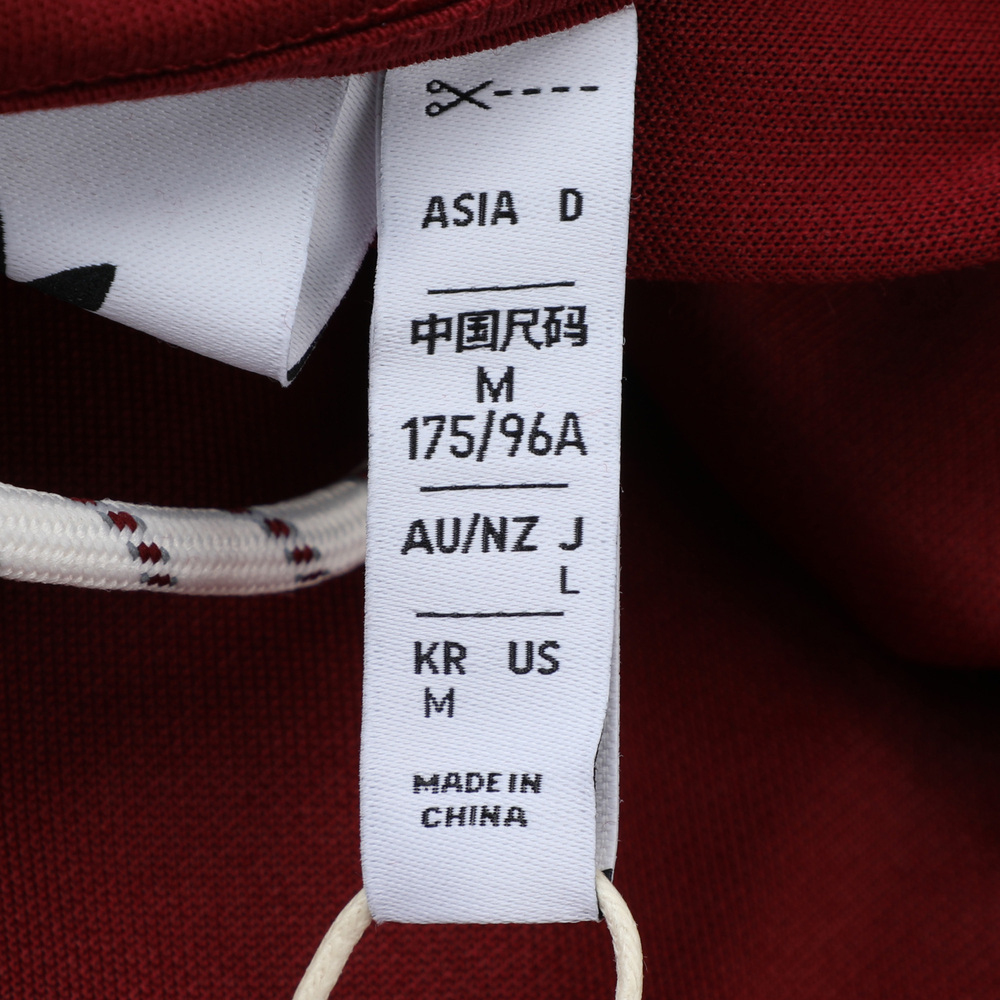 ASIA D
中国尺码
M
175/96A
AU/NZ J
L
KR US
M
MADE IN
CHINA